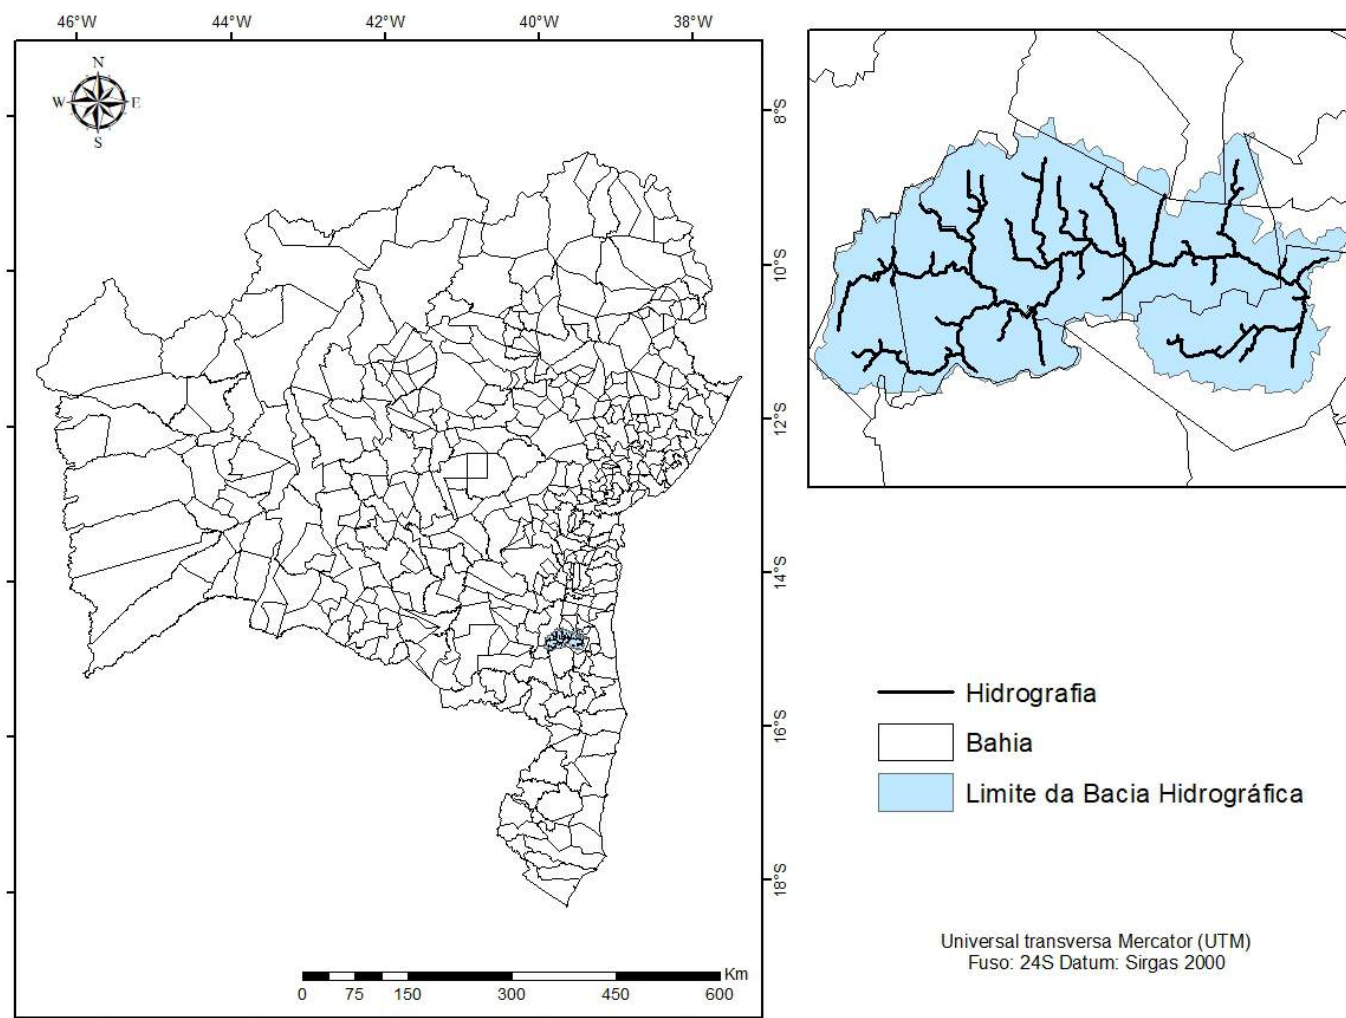 46°W 44°W 42°W 40°W 38°W
N
W E
S
8°S
10°S
12°S
14°S
16°S
18°S
Hidrografia
Bahia
Limite da Bacia Hidrográfica
Universal transversa Mercator (UTM)
Fuso: 24S Datum: Sirgas 2000
Km
0 75 150 300 450 600